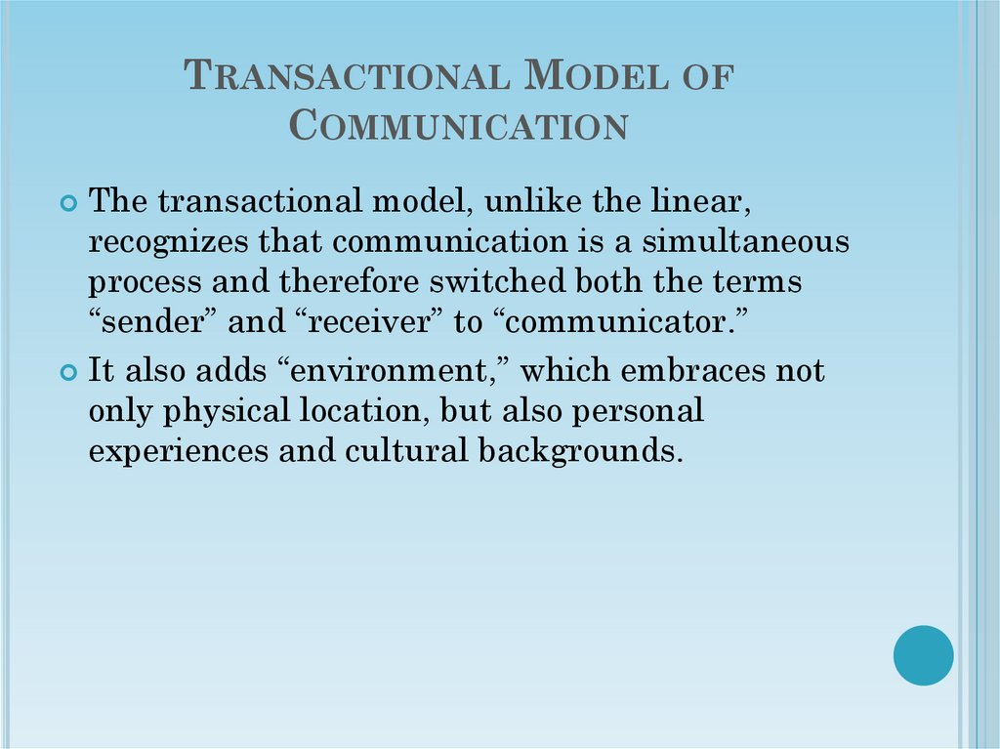 TRANSACTIONAL MODEL OF
COMMUNICATION
The transactional model, unlike the linear,
recognizes that communication is a simultaneous
process and therefore switched both the terms
“sender” and “receiver” to “communicator.”
It also adds “environment,” which embraces not
only physical location, but also personal
experiences and cultural backgrounds.